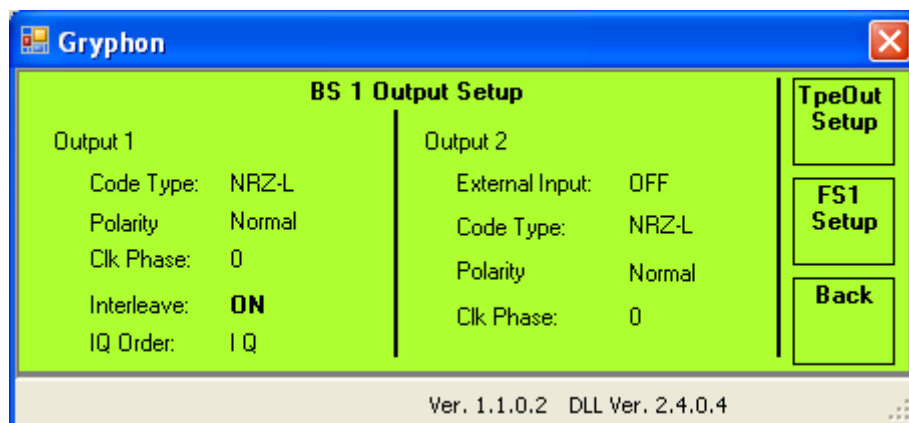 Gryphon
BS 1 Output Setup
Output 1
Code Type: NRZ-L
Polarity Normal
Clk Phase: 0
Interleave: ON
IQ Order: I Q
Output 2
External Input: OFF
Code Type: NRZ-L
Polarity Normal
Clk Phase: 0
TpeOut
Setup
FS1
Setup
Back
Ver. 1.1.0.2 DLL Ver. 2.4.0.4